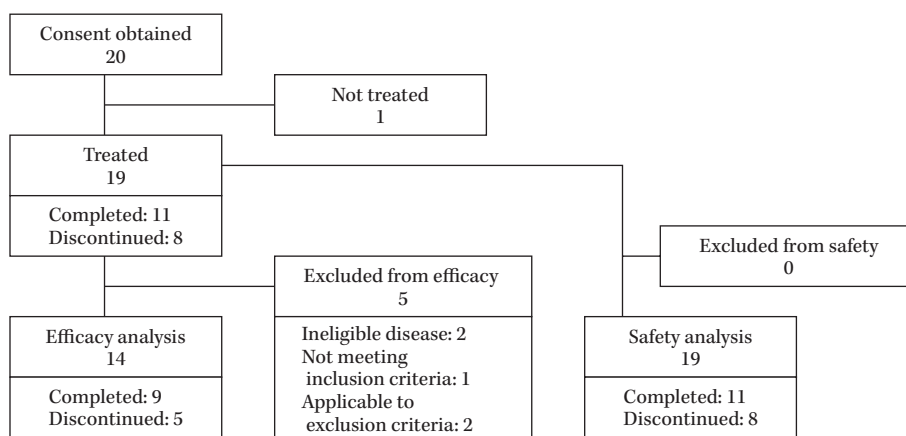 Consent obtained
20
Not treated
1
Treated
19
Completed: 11
Discontinued: 8
Excluded from safety
0
Excluded from efficacy
5
Ineligible disease: 2
Not meeting
inclusion criteria: 1
Applicable to
exclusion criteria: 2
Efficacy analysis
14
Completed: 9
Discontinued: 5
Safety analysis
19
Completed: 11
Discontinued: 8